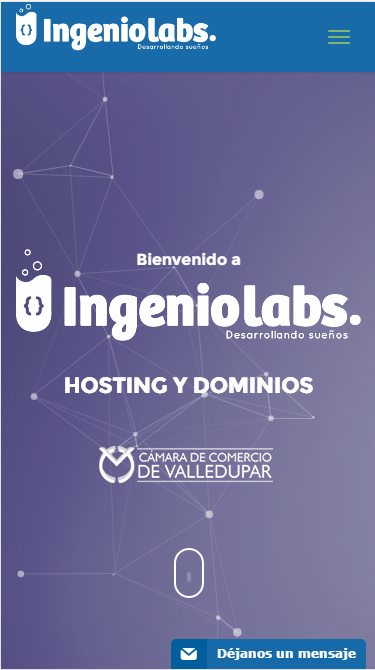 IngenioLabs.
Desarrollando sueños
Bienvenido a
IngenioLabs.
Desarrollando sueños
HOSTING Y DOMINIOS
CÁMARA DE COMERCIO
DE VALLEDUPAR
Déjanos un mensaje